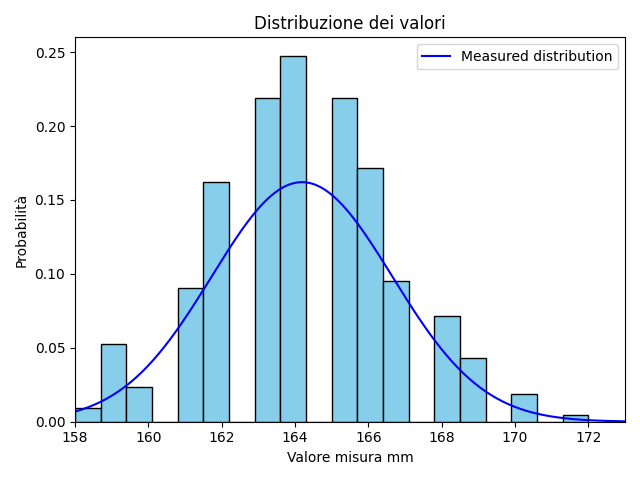 Distribuzione dei valori
Measured distribution
0.25
0.20
0.15
0.10
0.05
0.00
Probabilità
158 160 162 164 166 168 170 172
Valore misura mm